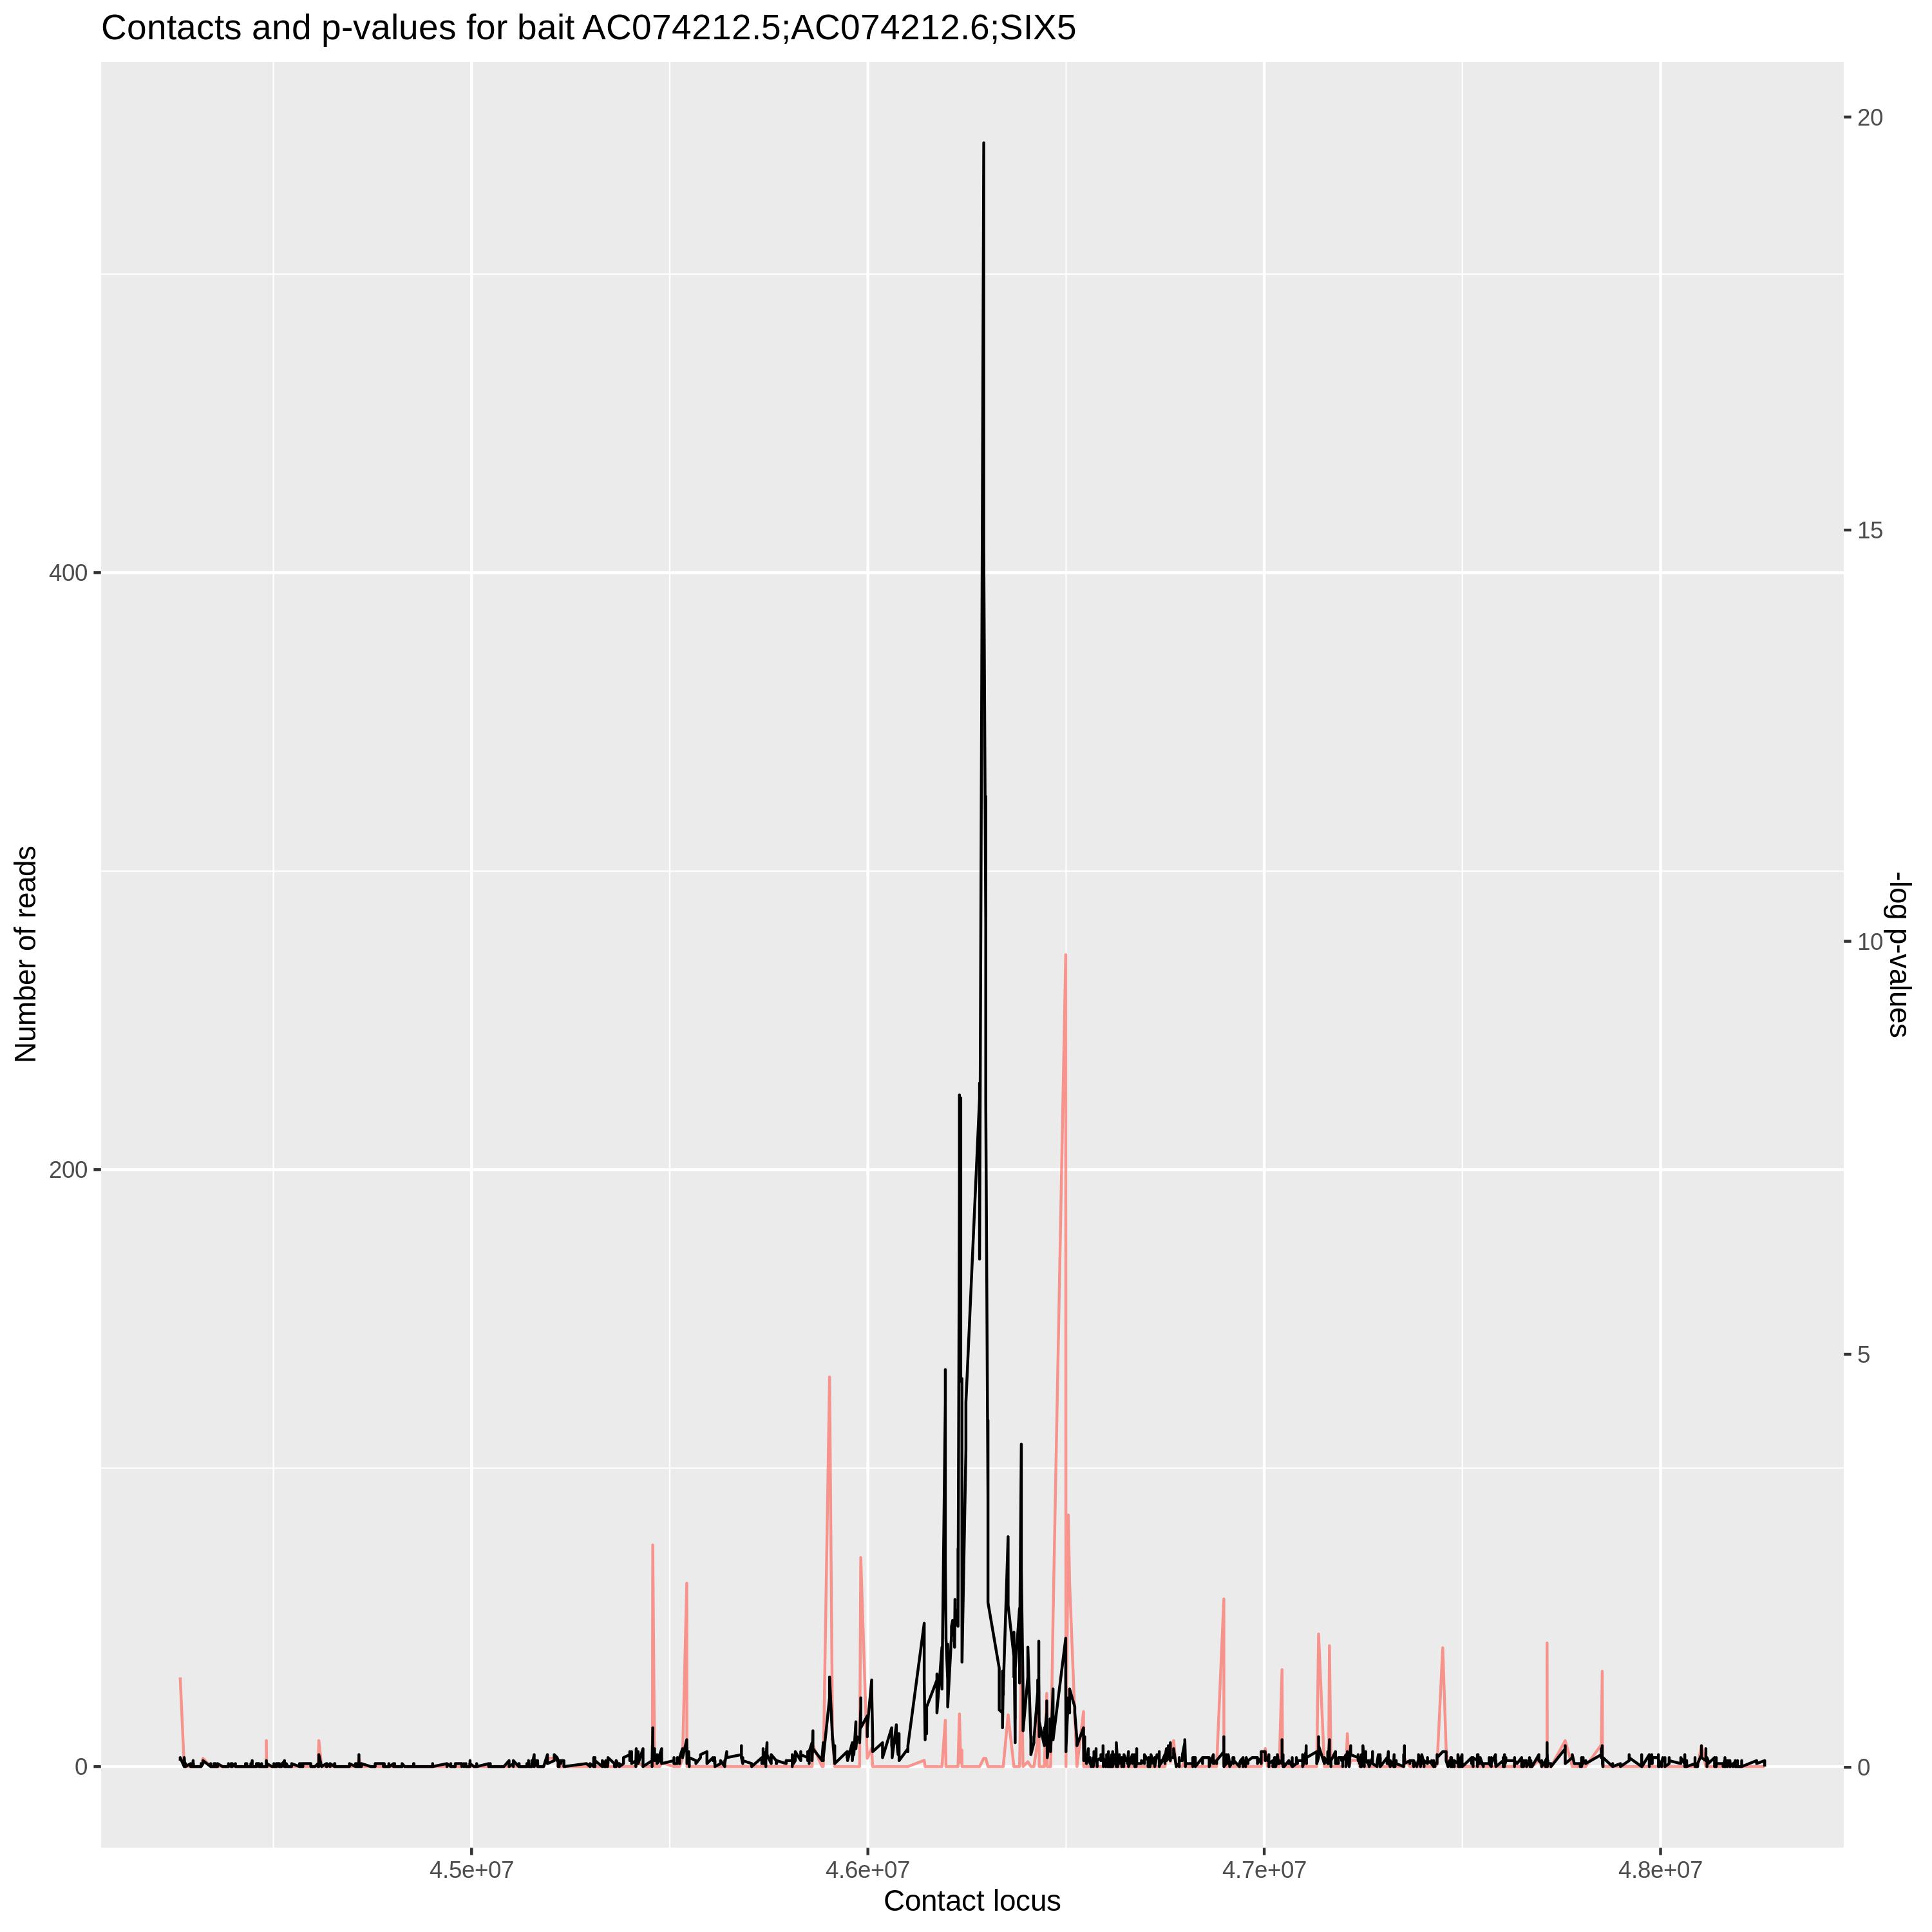 Contacts and p-values for bait AC074212.5;AC074212.6;SIX5
20
15
10
5
0
400
200
0
Number of reads
-log p-values
4.5e+07 4.6e+07 4.7e+07 4.8e+07
Contact locus